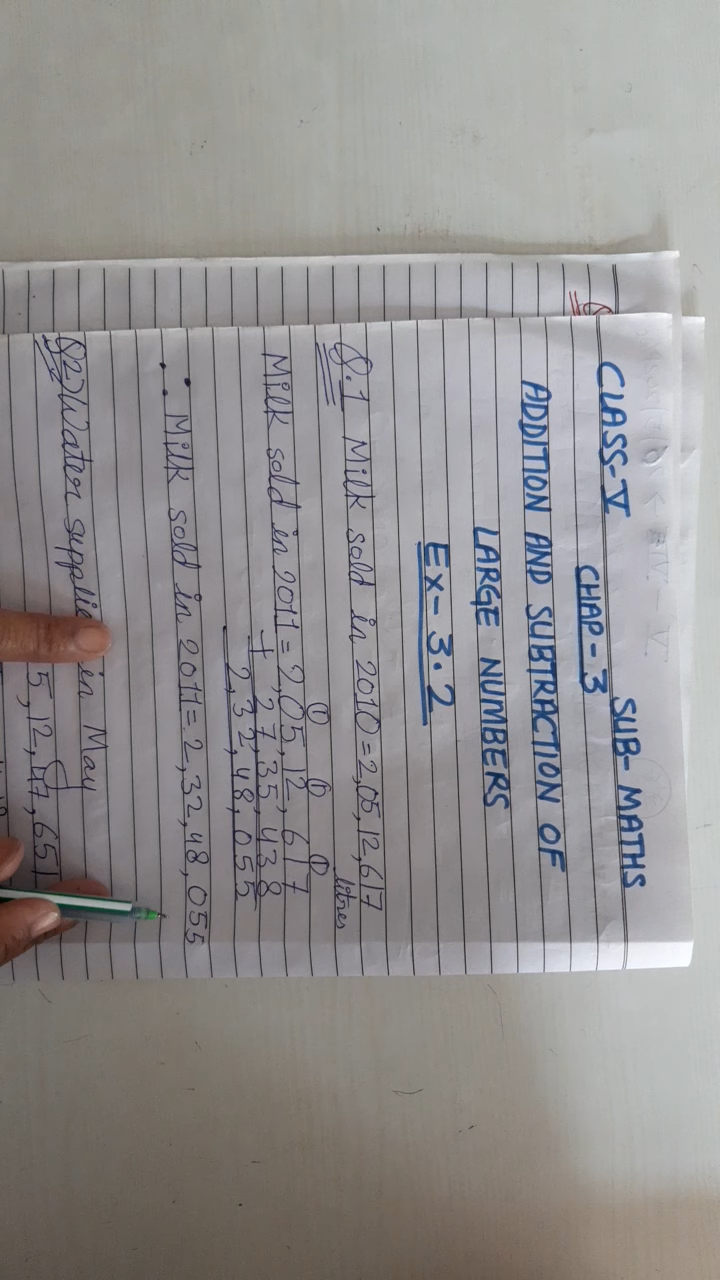 CLASS-V SUB-MATHS
CHAP-3
ADDITION AND SUBTRACTION OF
LARGE NUMBERS
EX-3.2
Q.1 Milk sold in 2010=2,05,12,617
litres
Milk sold in 2011=2,05,12,617
+ 27,35,438
2,32,48,055
∴ Milk sold in 2011=2,32,48,055
Q2) Water supplie in May
5,12,47,651